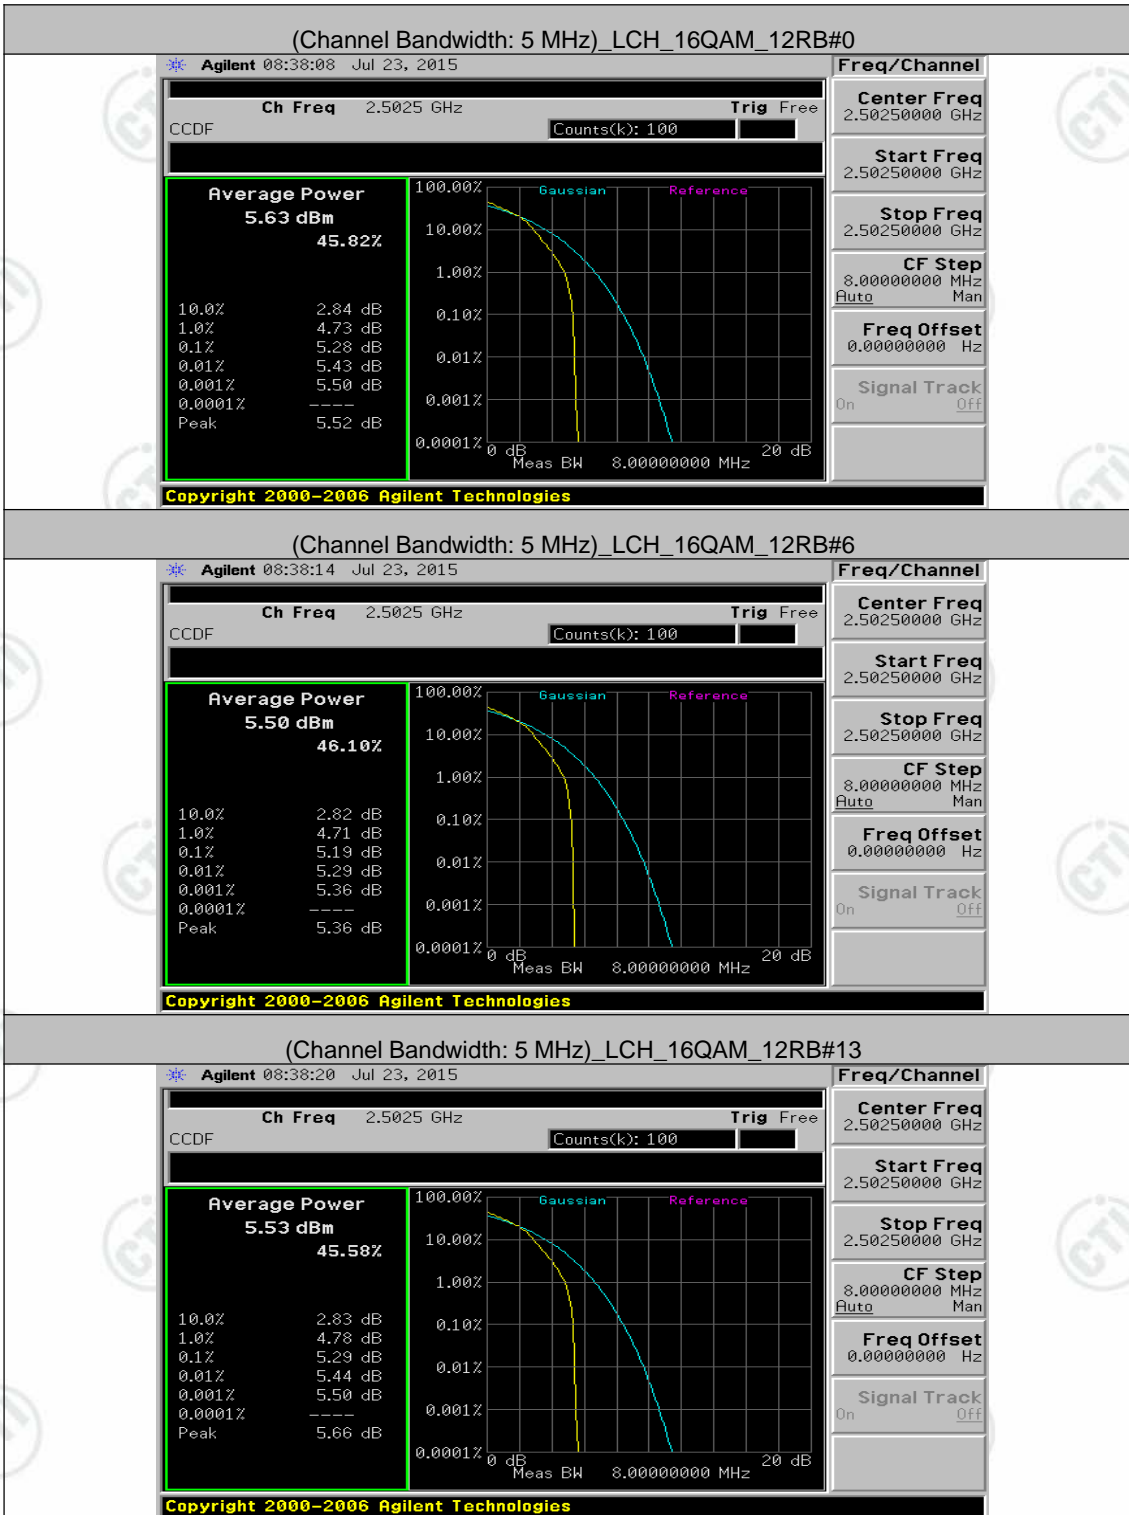 (Channel Bandwidth: 5 MHz)_LCH_16QAM_12RB#0
Agilent 08:38:08 Jul 23, 2015 Freq/Channel
Ch Freq 2.5025 GHz Trig Free
CCDF Counts(k): 100
Average Power
5.63 dBm
45.82%
10.0% 2.84 dB
1.0% 4.73 dB
0.1% 5.28 dB
0.01% 5.43 dB
0.001% 5.50 dB
0.0001% ----
Peak 5.52 dB
Gaussian Reference
100.00%
10.00%
1.00%
0.10%
0.01%
0.001%
0.0001%
0 dB 20 dB
Meas BW 8.00000000 MHz
Center Freq
2.50250000 GHz
Start Freq
2.50250000 GHz
Stop Freq
2.50250000 GHz
CF Step
8.00000000 MHz
Auto Man
Freq Offset
0.00000000 Hz
Signal Track
On Off
Copyright 2000-2006 Agilent Technologies
(Channel Bandwidth: 5 MHz)_LCH_16QAM_12RB#6
Agilent 08:38:14 Jul 23, 2015 Freq/Channel
Ch Freq 2.5025 GHz Trig Free
CCDF Counts(k): 100
Average Power
5.50 dBm
46.10%
10.0% 2.82 dB
1.0% 4.71 dB
0.1% 5.19 dB
0.01% 5.29 dB
0.001% 5.36 dB
0.0001% ----
Peak 5.36 dB
Gaussian Reference
100.00%
10.00%
1.00%
0.10%
0.01%
0.001%
0.0001%
0 dB 20 dB
Meas BW 8.00000000 MHz
Center Freq
2.50250000 GHz
Start Freq
2.50250000 GHz
Stop Freq
2.50250000 GHz
CF Step
8.00000000 MHz
Auto Man
Freq Offset
0.00000000 Hz
Signal Track
On Off
Copyright 2000-2006 Agilent Technologies
(Channel Bandwidth: 5 MHz)_LCH_16QAM_12RB#13
Agilent 08:38:20 Jul 23, 2015 Freq/Channel
Ch Freq 2.5025 GHz Trig Free
CCDF Counts(k): 100
Average Power
5.53 dBm
45.58%
10.0% 2.83 dB
1.0% 4.78 dB
0.1% 5.29 dB
0.01% 5.44 dB
0.001% 5.50 dB
0.0001% ----
Peak 5.66 dB
Gaussian Reference
100.00%
10.00%
1.00%
0.10%
0.01%
0.001%
0.0001%
0 dB 20 dB
Meas BW 8.00000000 MHz
Center Freq
2.50250000 GHz
Start Freq
2.50250000 GHz
Stop Freq
2.50250000 GHz
CF Step
8.00000000 MHz
Auto Man
Freq Offset
0.00000000 Hz
Signal Track
On Off
Copyright 2000-2006 Agilent Technologies
CTI
CTI
CTI
CTI
CTI
CTI
CTI
CTI